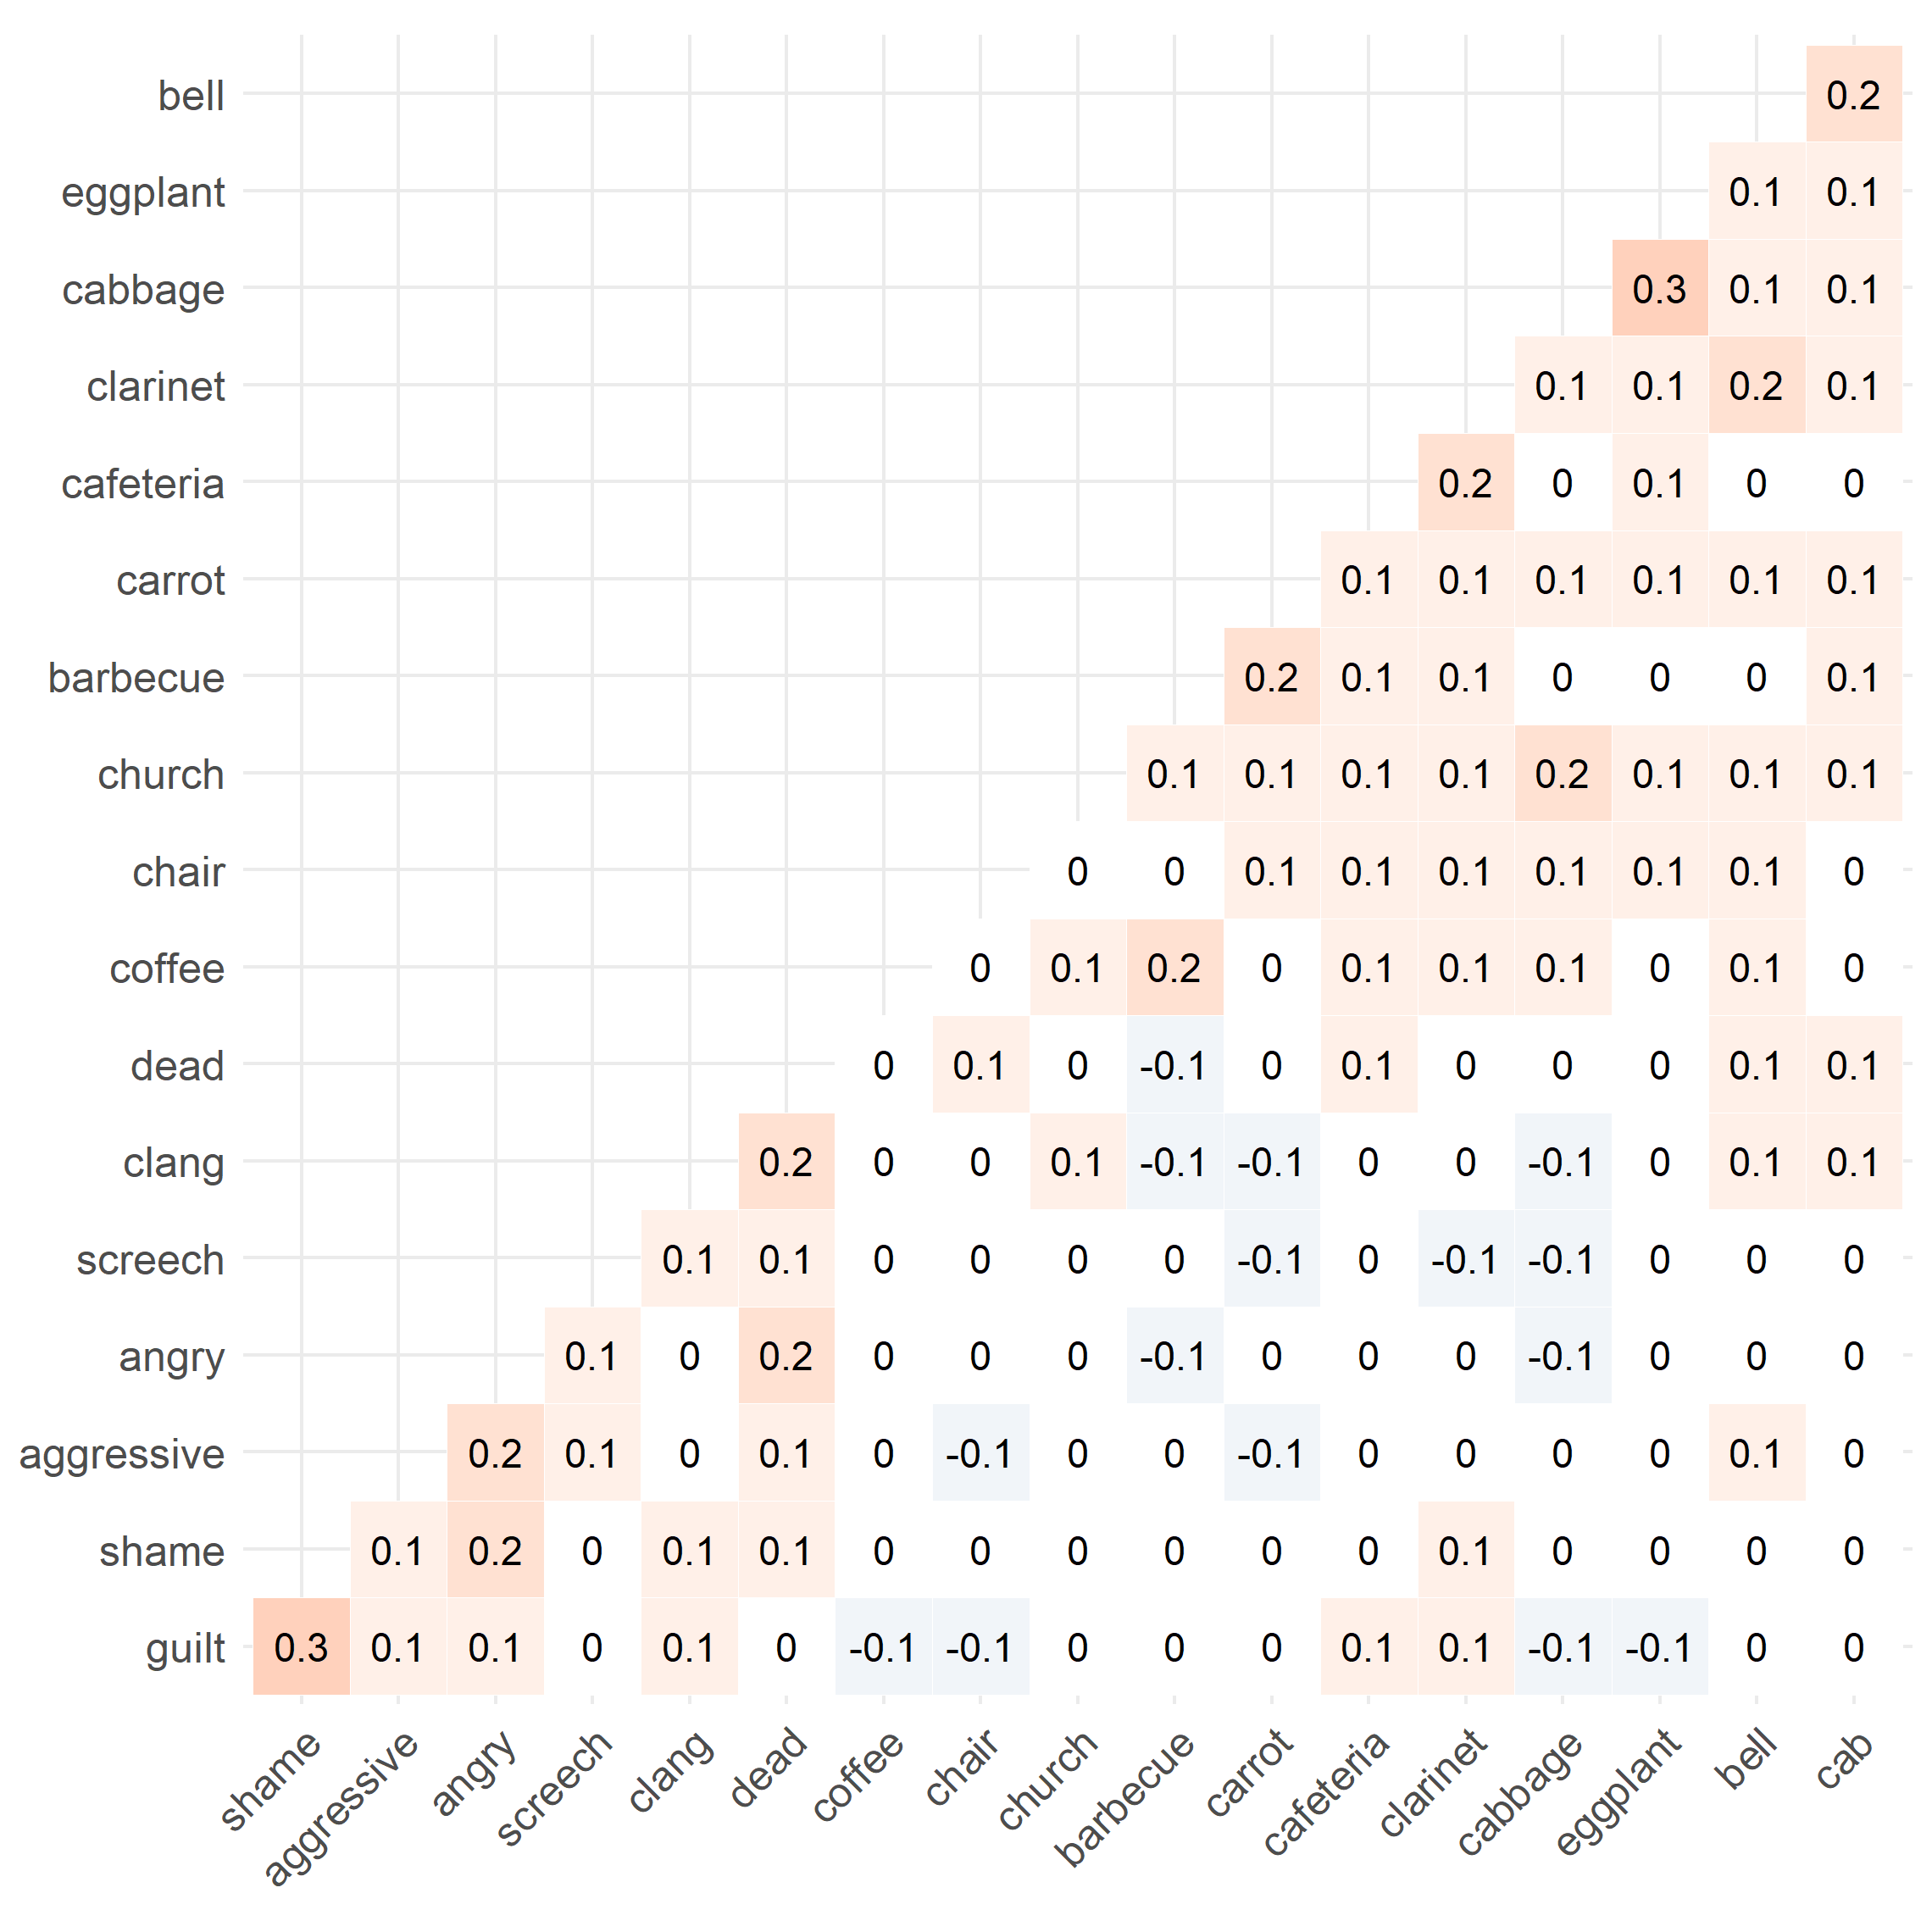 bell 0.2
eggplant 0.1 0.1
cabbage 0.3 0.1 0.1
clarinet 0.1 0.1 0.2 0.1
cafeteria 0.2 0 0.1 0 0
carrot 0.1 0.1 0.1 0.1 0.1 0.1
barbecue 0.2 0.1 0.1 0 0 0 0.1
church 0.1 0.1 0.1 0.1 0.2 0.1 0.1 0.1
chair 0 0 0.1 0.1 0.1 0.1 0.1 0.1 0
coffee 0 0.1 0.2 0 0.1 0.1 0.1 0 0.1 0
dead 0 0.1 0 -0.1 0 0.1 0 0 0 0.1 0.1
clang 0.2 0 0 0.1 -0.1 -0.1 0 0 -0.1 0 0.1 0.1
screech 0.1 0.1 0 0 0 0 -0.1 0 -0.1 -0.1 0 0 0
angry 0.1 0 0.2 0 0 0 -0.1 0 0 0 -0.1 0 0 0
aggressive 0.2 0.1 0 0.1 0 -0.1 0 0 -0.1 0 0 0 0 0.1 0
shame 0.1 0.2 0 0.1 0.1 0 0 0 0 0 0 0.1 0 0 0 0
guilt 0.3 0.1 0.1 0 0.1 0 -0.1 -0.1 0 0 0 0.1 0.1 -0.1 -0.1 0 0
shame aggressive angry screech clang dead coffee chair church barbecue carrot cafeteria clarinet cabbage eggplant bell cab